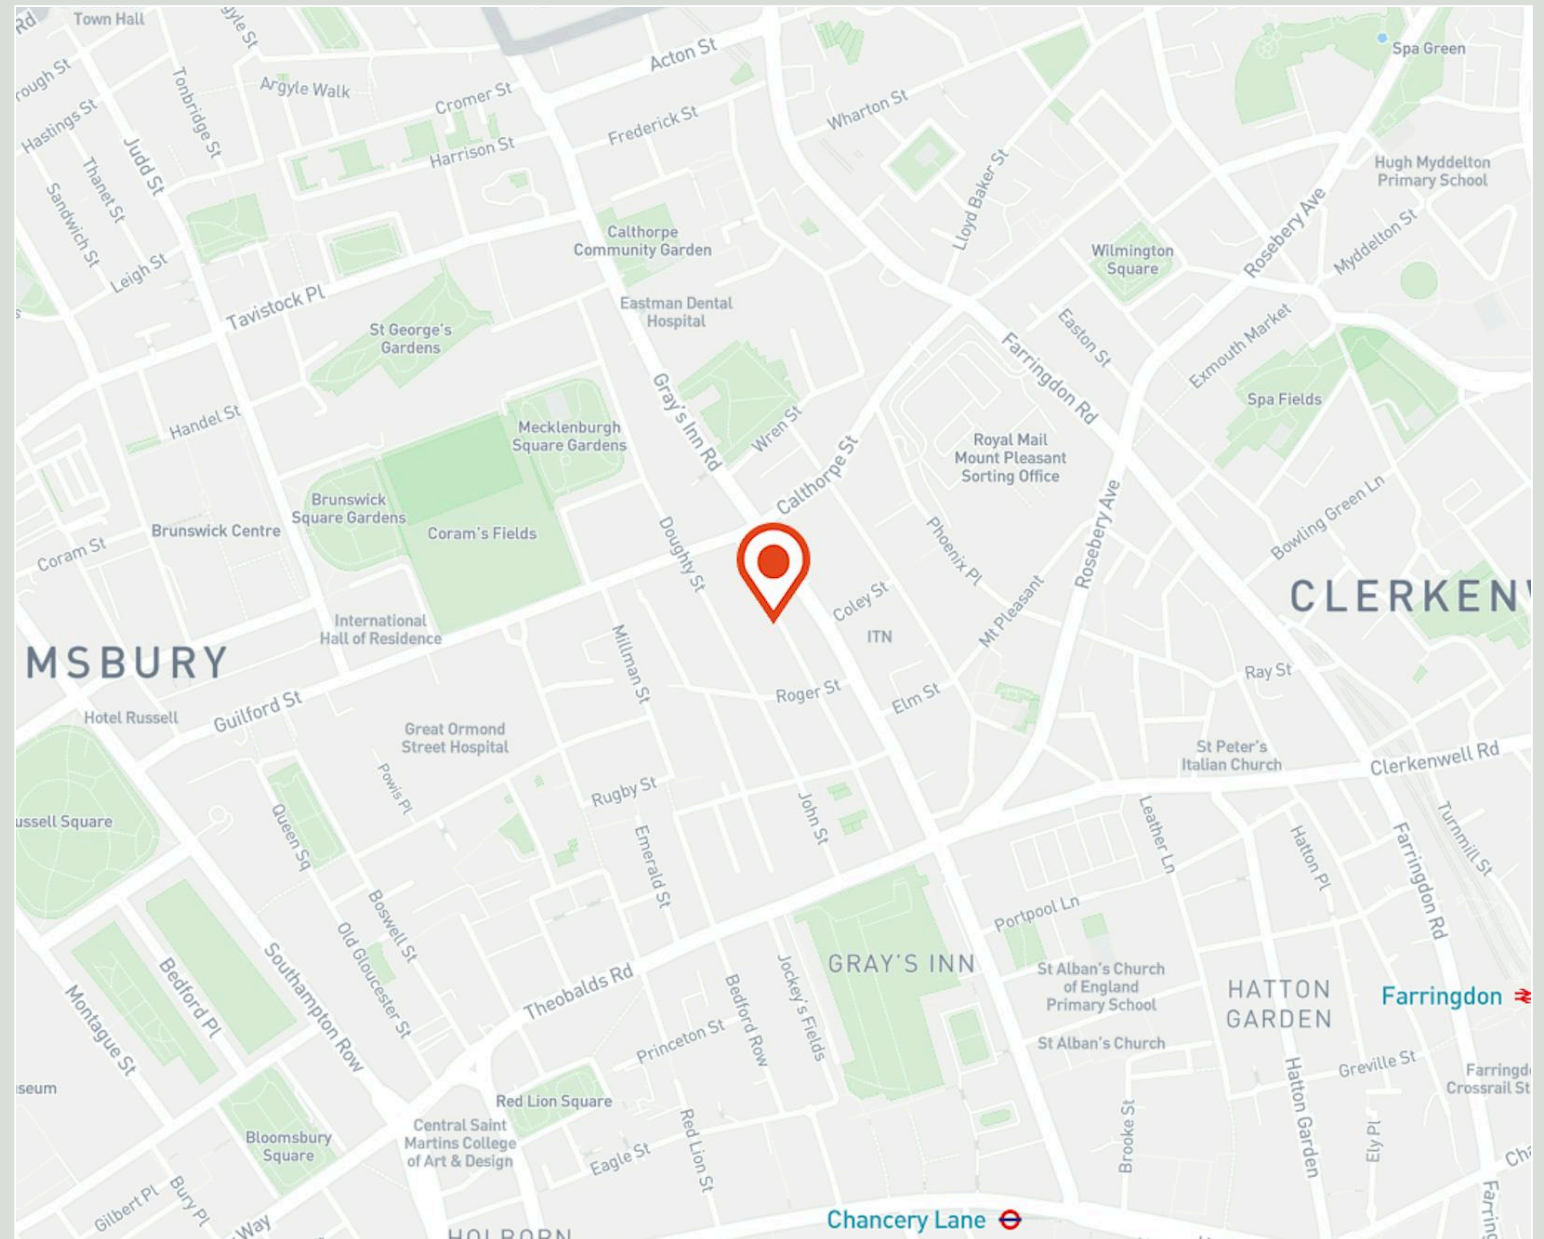 Rd
Town Hall
gyle St
Acton St
Spa Green
rough St
Tonbridge St
Argyle Walk
Cromer St
Wharton St
Hastings St
Frederick St
Judd St
Harrison St
Hugh Myddelton
Primary School
Thanet St
Sandwich St
Lloyd Baker St
Rosebery Ave
Myddelton St
Calthorpe
Community Garden
Wilmington
Square
Leigh St
Tavistock Pl
Eastman Dental
Hospital
St George's
Gardens
Easton St
Exmouth Market
Farringdon Rd
Gray's Inn Rd
Spa Fields
Handel St
Mecklenburgh
Square Gardens
Wren St
Royal Mail
Mount Pleasant
Sorting Office
Calthorpe St
Brunswick
Square Gardens
Rosebery Ave
Bowling Green Ln
Brunswick Centre
Coram's Fields
Coram St
Doughty St
Phoenix Pl
CLERKEN
Coley St
Mt Pleasant
International
Hall of Residence
ITN
MSBURY
Millman St
Ray St
Roger St
Elm St
Hotel Russell
Guilford St
Great Ormond
Street Hospital
St Peter's
Italian Church
Clerkenwell Rd
Powis Pl
Rugby St
ussell Square
Queen Sq
John St
Leather Ln
Turnmill St
Emerald St
Hatton Pl
Farringdon Rd
Boswell St
Portpool Ln
Old Gloucester St
Southampton Row
Bedford Pl
Theobalds Rd
Jockey's Fields
GRAY'S INN
St Alban's Church
of England
Primary School
HATTON
GARDEN
Farringdon
Montague St
Bedford Row
Princeton St
St Alban's Church
Greville St
seum
Farringd
Crossrail St
Red Lion Square
Hatton Garden
Central Saint
Martins College
of Art & Design
Bloomsbury
Square
Red Lion St
Brooke St
Ely Pl
Eagle St
Cha
Gilbert Pl
Bury Pl
Way
Farring
Chancery Lane
HOLBORN